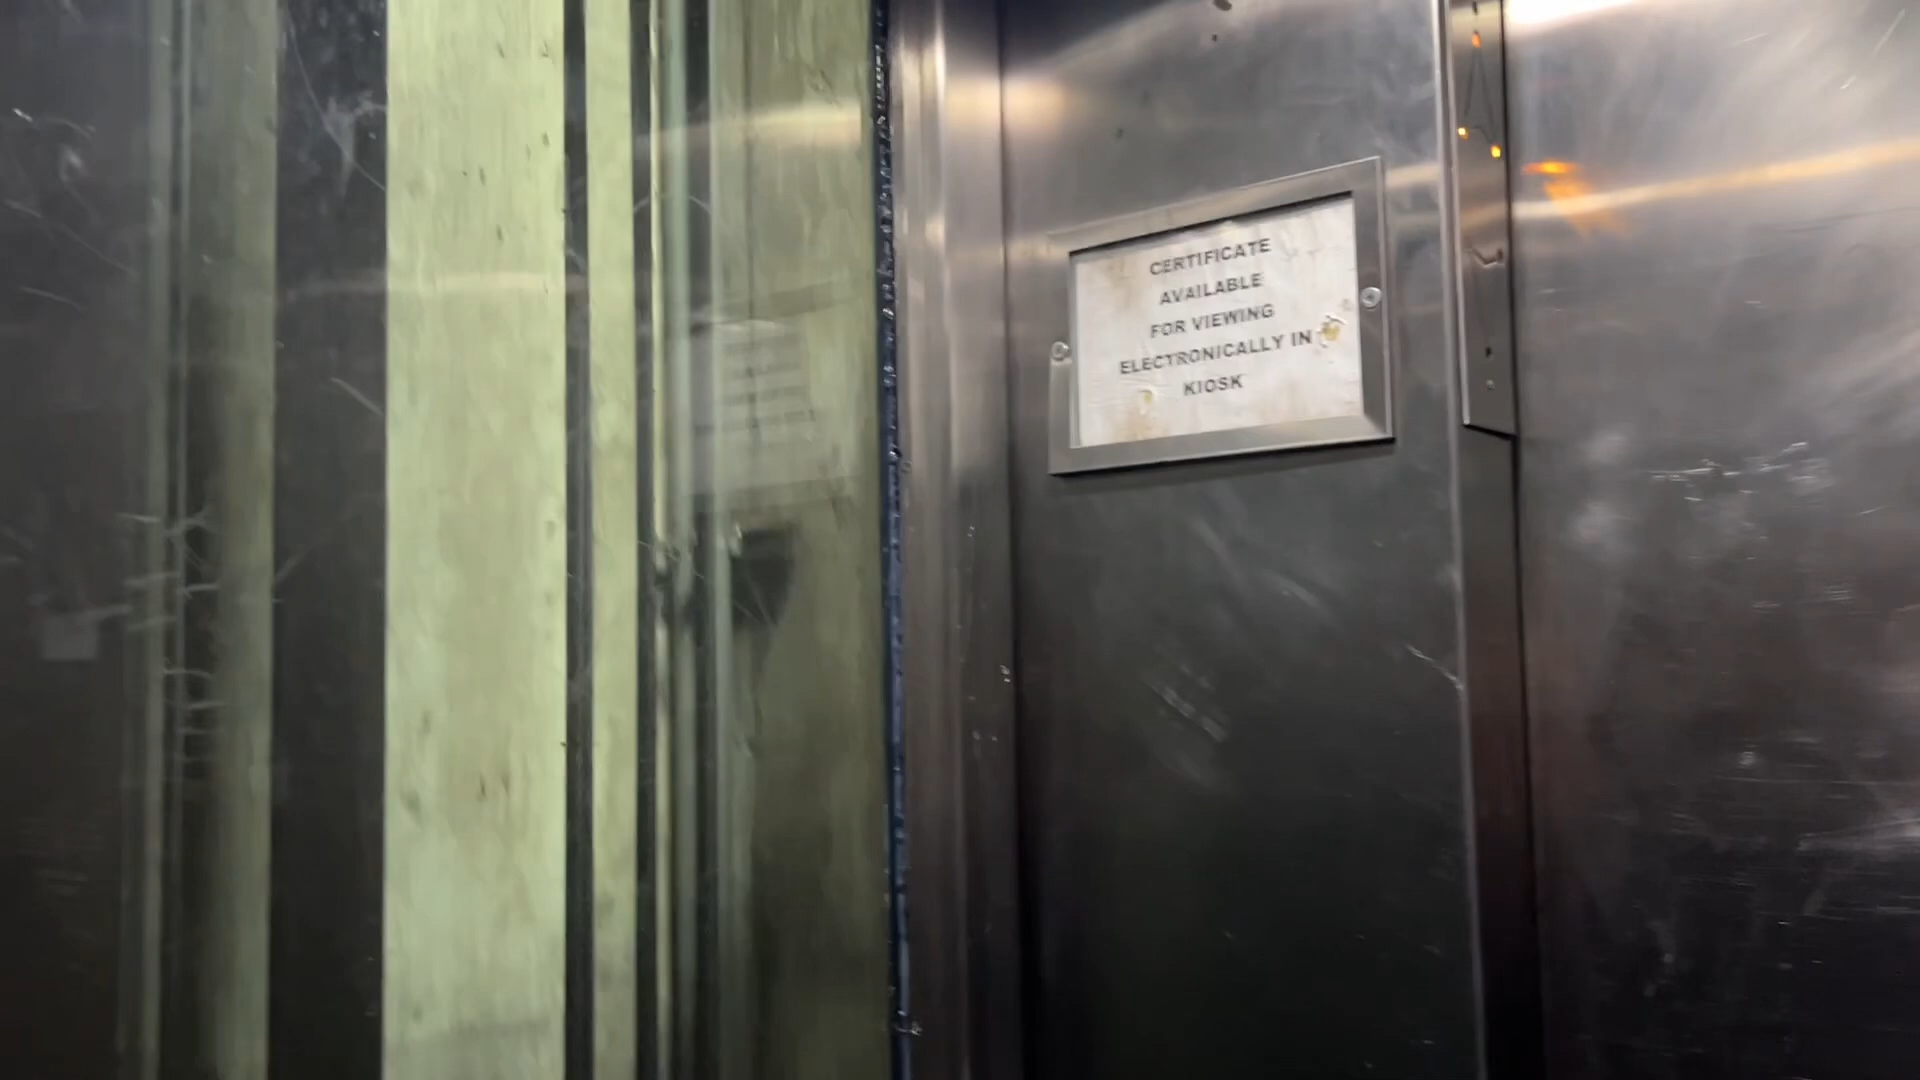 CERTIFICATE
AVAILABLE
FOR VIEWING
ELECTRONICALLY IN
KIOSK